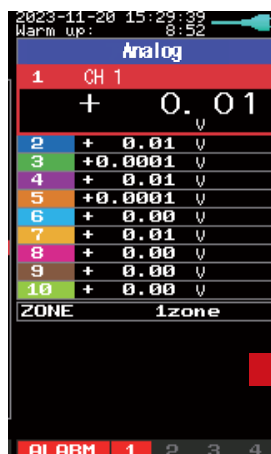 2023-11-20 15:29:39
Warm up: 8:52
Analog
1 CH 1
+ 0.01
V
2 + 0.01 V
3 +0.0001 V
4 + 0.01 V
5 +0.0001 V
6 + 0.00 V
7 + 0.01 V
8 + 0.00 V
9 + 0.00 V
10 + 0.00 V
ZONE 1zone
ALARM 1 2 3 4